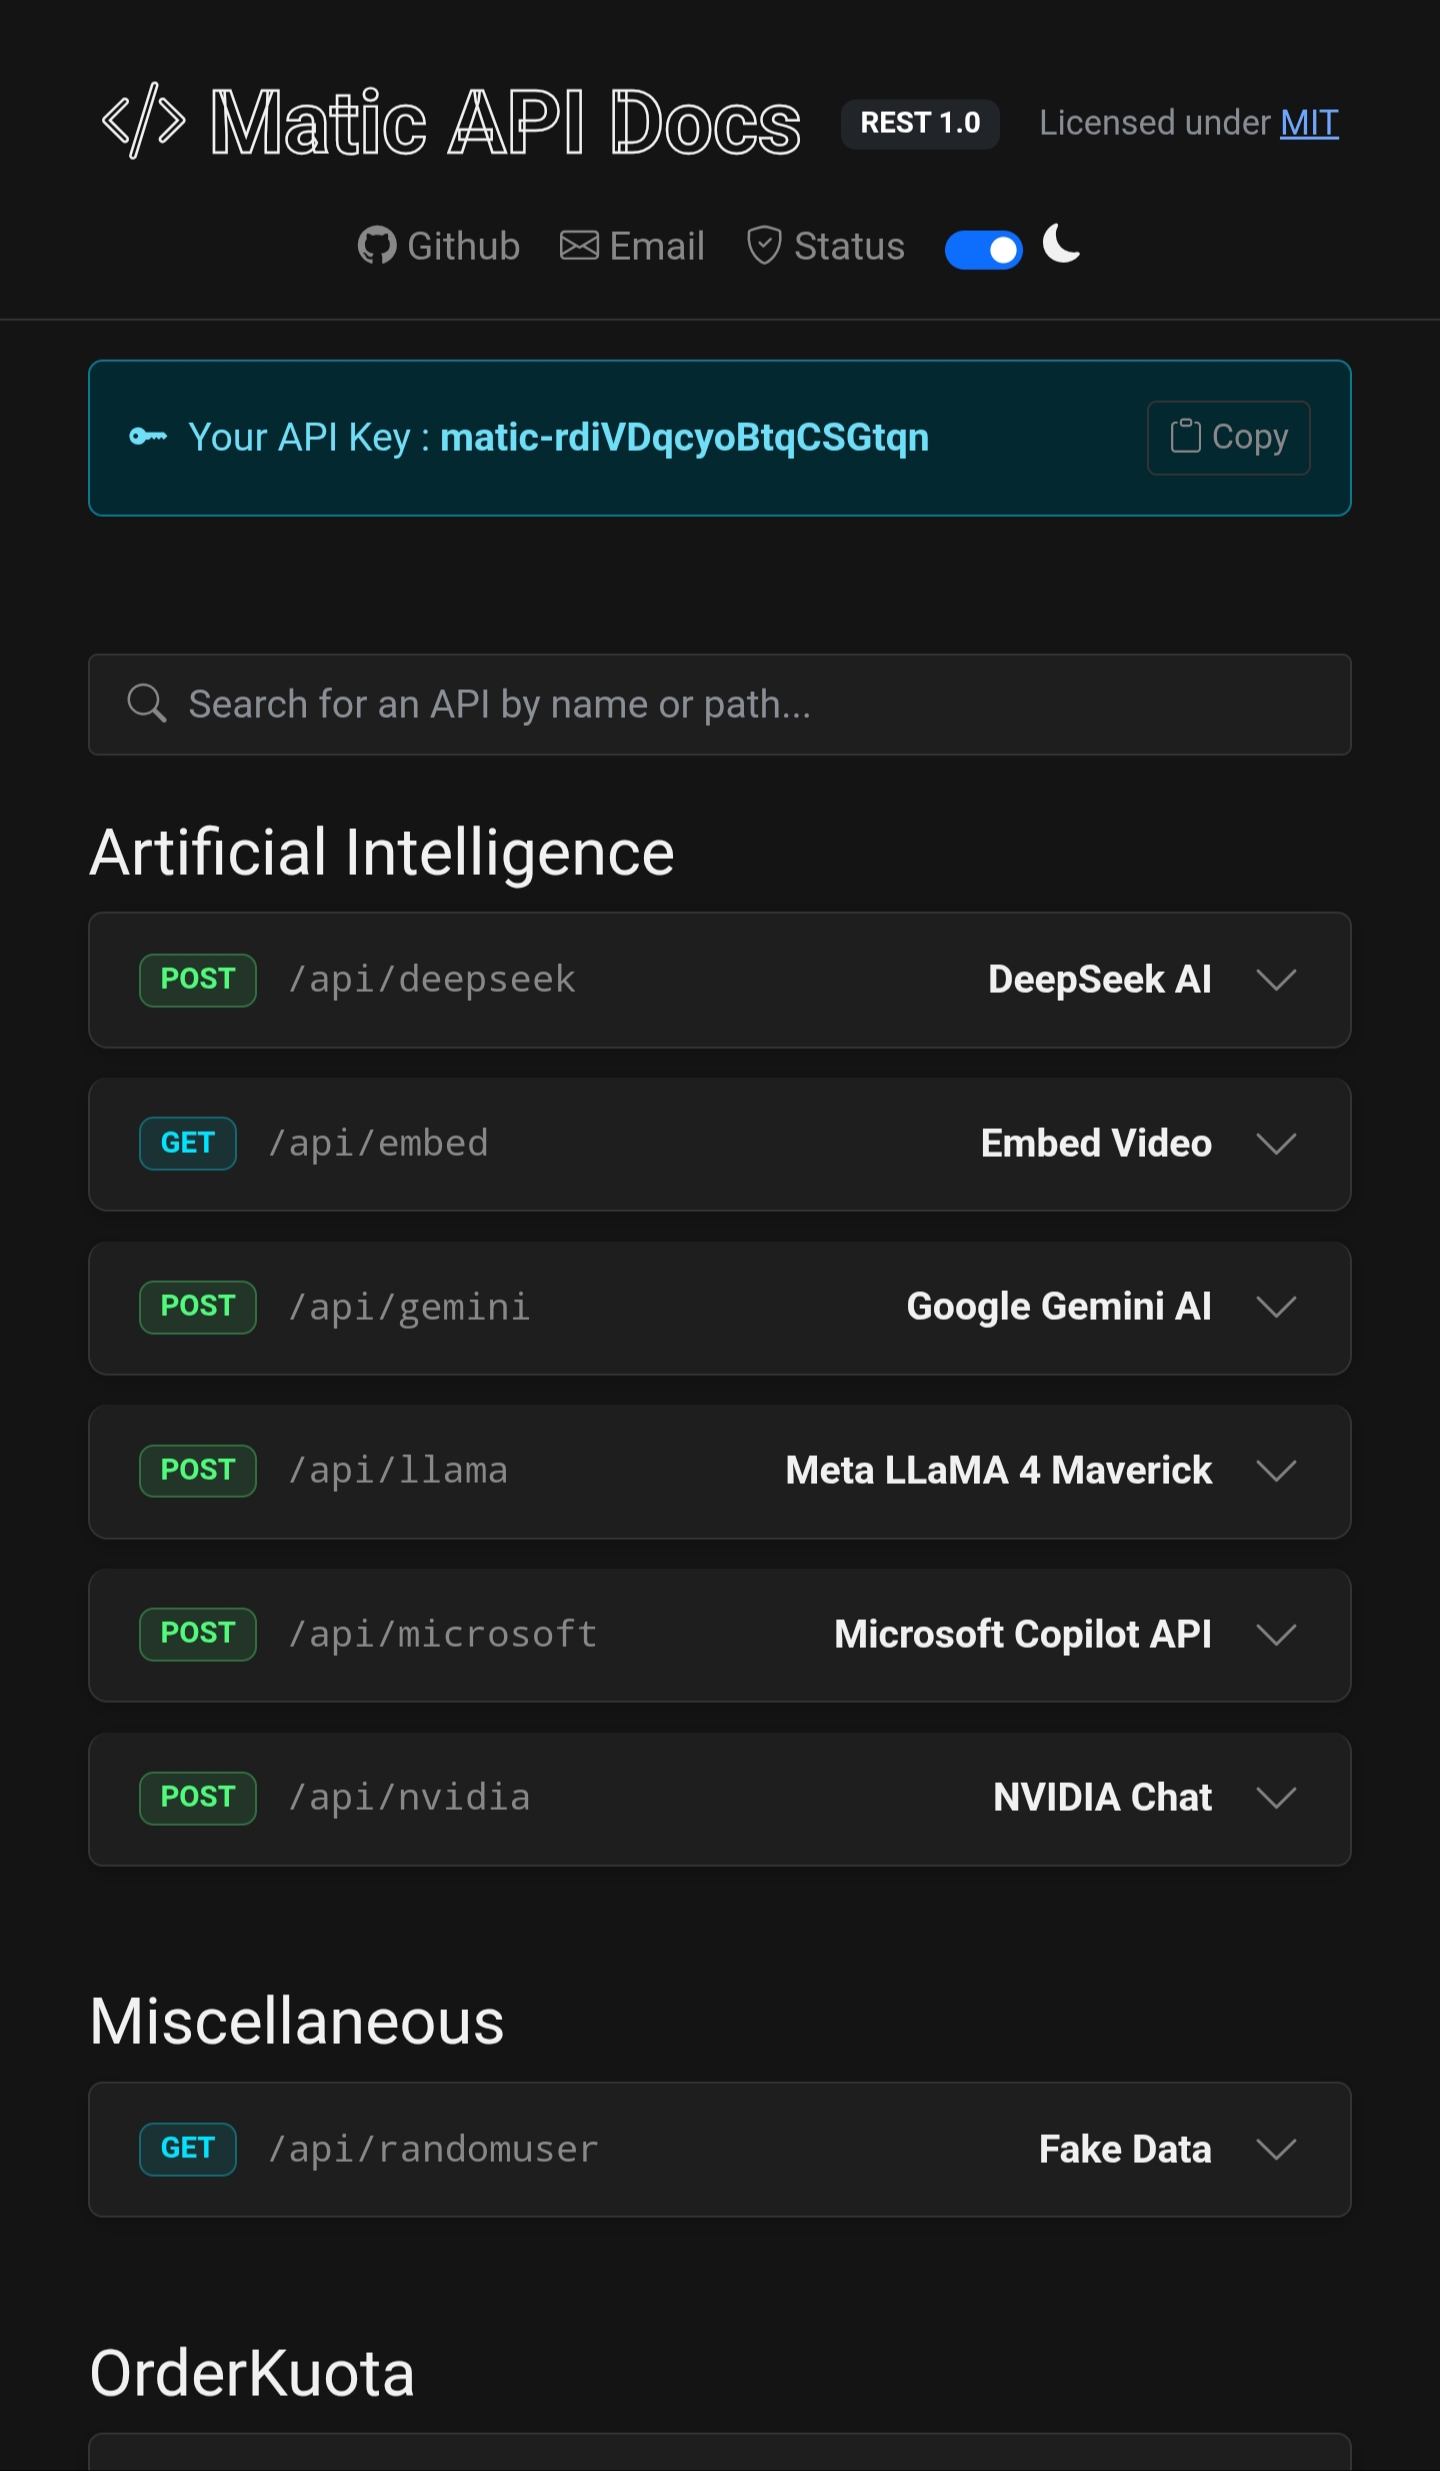 </> Matic API Docs REST 1.0 Licensed under MIT
Github Email Status
Your API Key : matic-rdiVDqcyoBtqCSGtqn Copy
Search for an API by name or path...
Artificial Intelligence
POST /api/deepseek DeepSeek AI
GET /api/embed Embed Video
POST /api/gemini Google Gemini AI
POST /api/llama Meta LLaMA 4 Maverick
POST /api/microsoft Microsoft Copilot API
POST /api/nvidia NVIDIA Chat
Miscellaneous
GET /api/randomuser Fake Data
OrderKuota